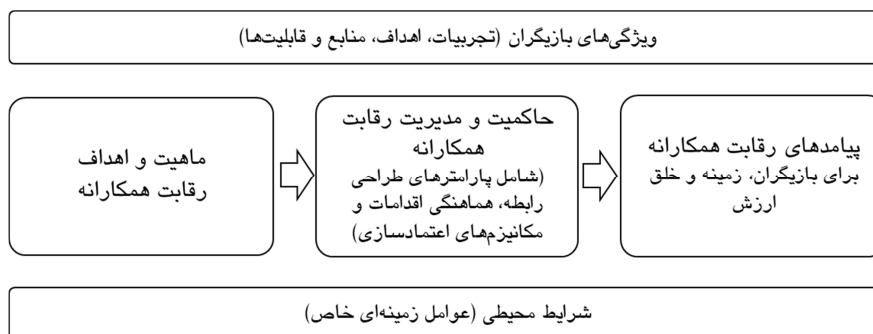 ویژگی‌های بازیگران (تجربیات، اهداف، منابع و قابلیت‌ها)
ماهیت و اهداف
رقابت همکارانه
حاکمیت و مدیریت رقابت
همکارانه
(شامل پارامترهای طراحی
رابطه، هماهنگی اقدامات و
مکانیزم‌های اعتمادسازی)
پیامدهای رقابت همکارانه
برای بازیگران، زمینه و خلق
ارزش
شرایط محیطی (عوامل زمینه‌ای خاص)